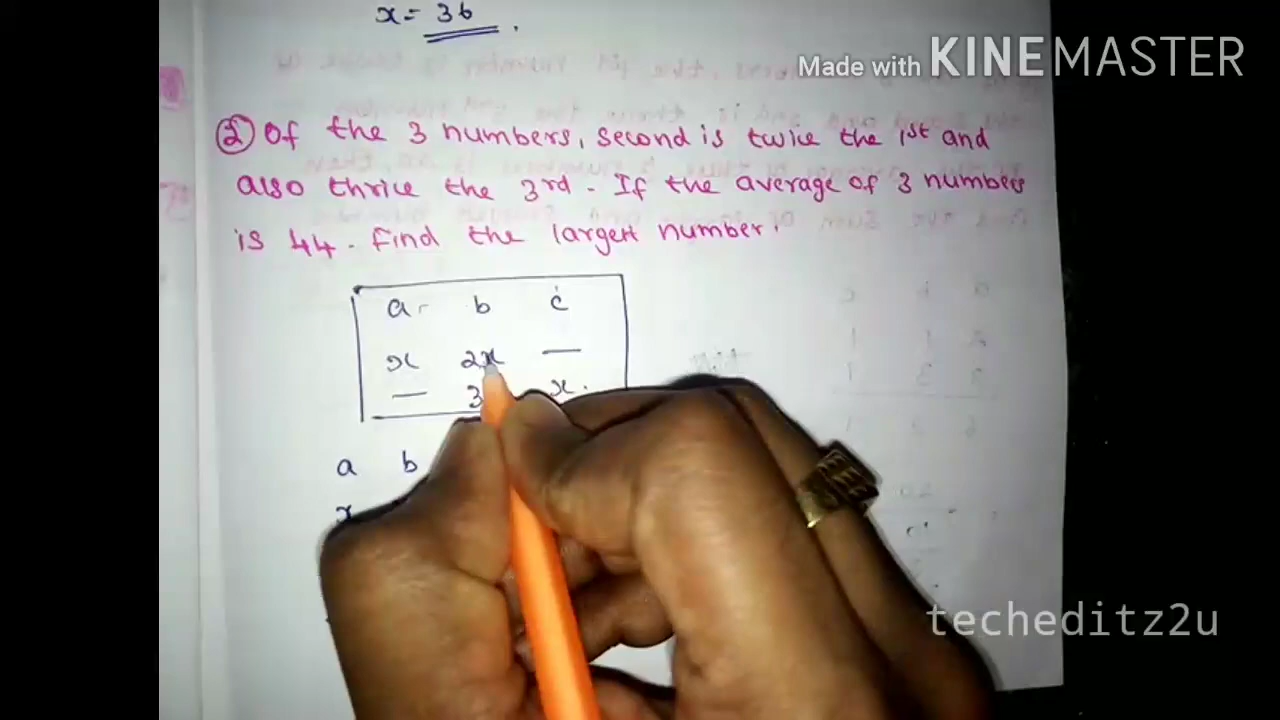 x = 36
Made with KINEMASTER
② Of the 3 numbers, second is twice the 1st and
also thrice the 3rd. If the average of 3 numbers
is 44. Find the largest number.
a b c
x 2x —
— 3 x.
a b
x
techeditz2u